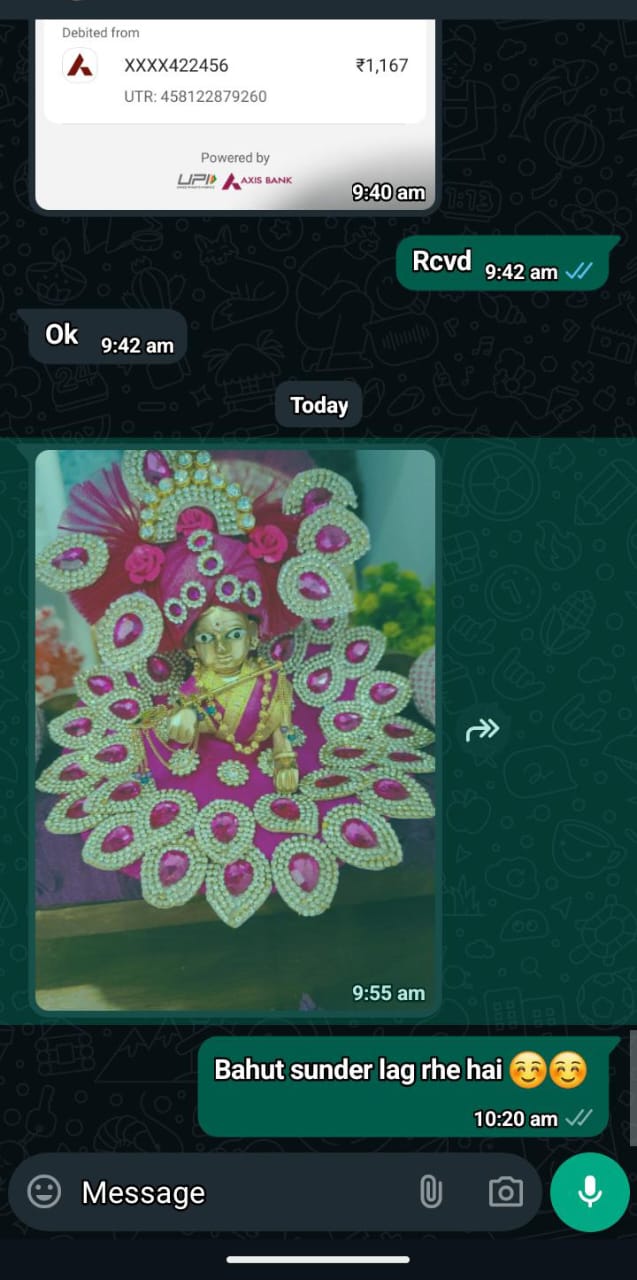 Debited from
XXXX422456 ₹1,167
UTR: 458122879260
Powered by
UPI AXIS BANK
9:40 am
Rcvd 9:42 am
Ok 9:42 am
Today
9:55 am
Bahut sunder lag rhe hai ☺️☺️
10:20 am
Message